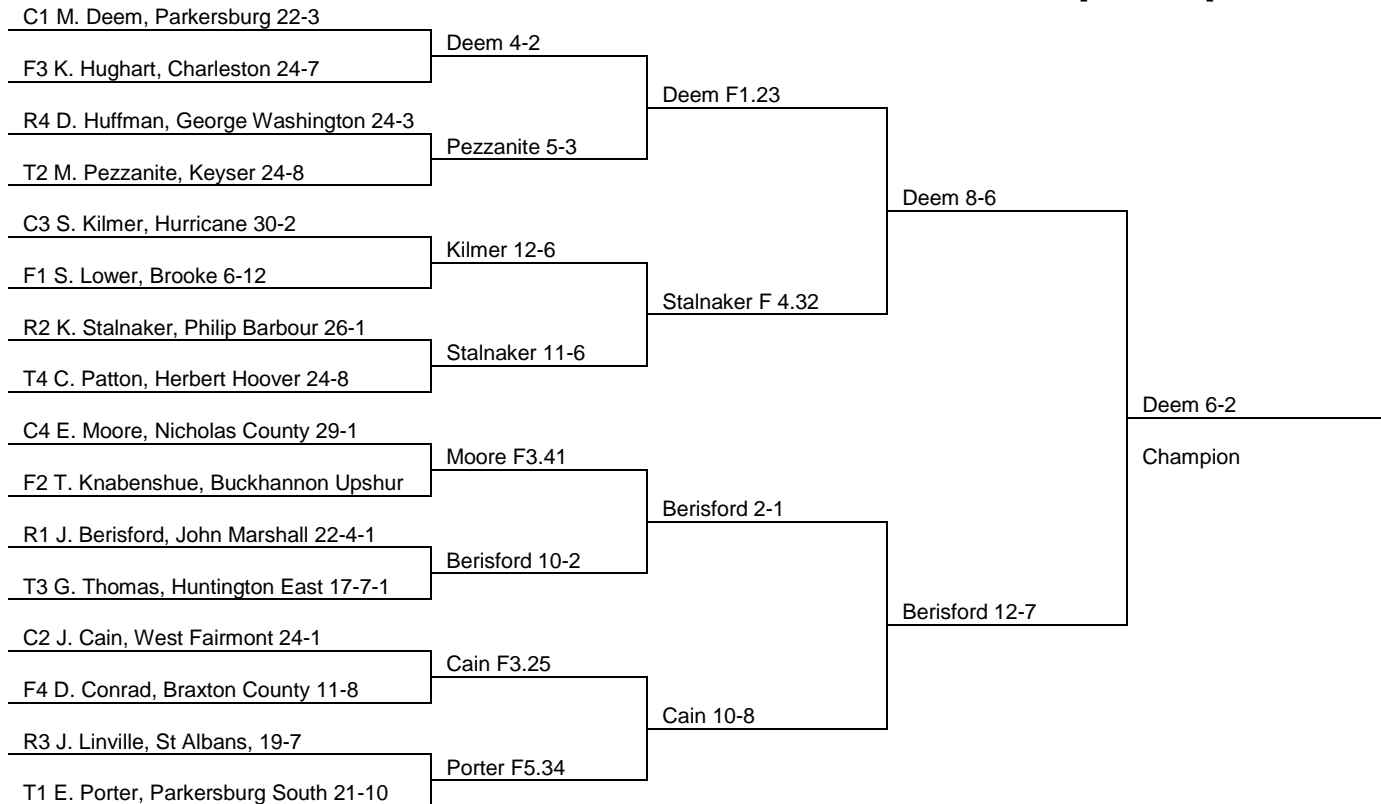 C1 M. Deem, Parkersburg 22-3
Deem 4-2
F3 K. Hughart, Charleston 24-7
Deem F1.23
R4 D. Huffman, George Washington 24-3
Pezzanite 5-3
T2 M. Pezzanite, Keyser 24-8
Deem 8-6
C3 S. Kilmer, Hurricane 30-2
Kilmer 12-6
F1 S. Lower, Brooke 6-12
Stalnaker F 4.32
R2 K. Stalnaker, Philip Barbour 26-1
Stalnaker 11-6
T4 C. Patton, Herbert Hoover 24-8
Deem 6-2
C4 E. Moore, Nicholas County 29-1
Moore F3.41
Champion
F2 T. Knabenshue, Buckhannon Upshur
Berisford 2-1
R1 J. Berisford, John Marshall 22-4-1
Berisford 10-2
T3 G. Thomas, Huntington East 17-7-1
Berisford 12-7
C2 J. Cain, West Fairmont 24-1
Cain F3.25
F4 D. Conrad, Braxton County 11-8
Cain 10-8
R3 J. Linville, St Albans, 19-7
Porter F5.34
T1 E. Porter, Parkersburg South 21-10